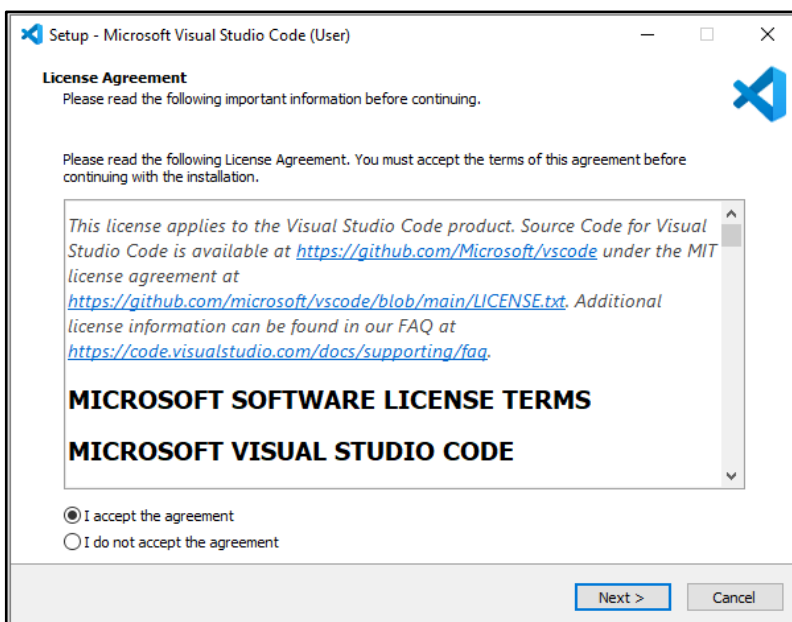 Setup - Microsoft Visual Studio Code (User)
License Agreement
Please read the following important information before continuing.
Please read the following License Agreement. You must accept the terms of this agreement before
continuing with the installation.
This license applies to the Visual Studio Code product. Source Code for Visual
Studio Code is available at https://github.com/Microsoft/vscode under the MIT
license agreement at
https://github.com/microsoft/vscode/blob/main/LICENSE.txt. Additional
license information can be found in our FAQ at
https://code.visualstudio.com/docs/supporting/faq.
MICROSOFT SOFTWARE LICENSE TERMS
MICROSOFT VISUAL STUDIO CODE
I accept the agreement
I do not accept the agreement
Next >
Cancel